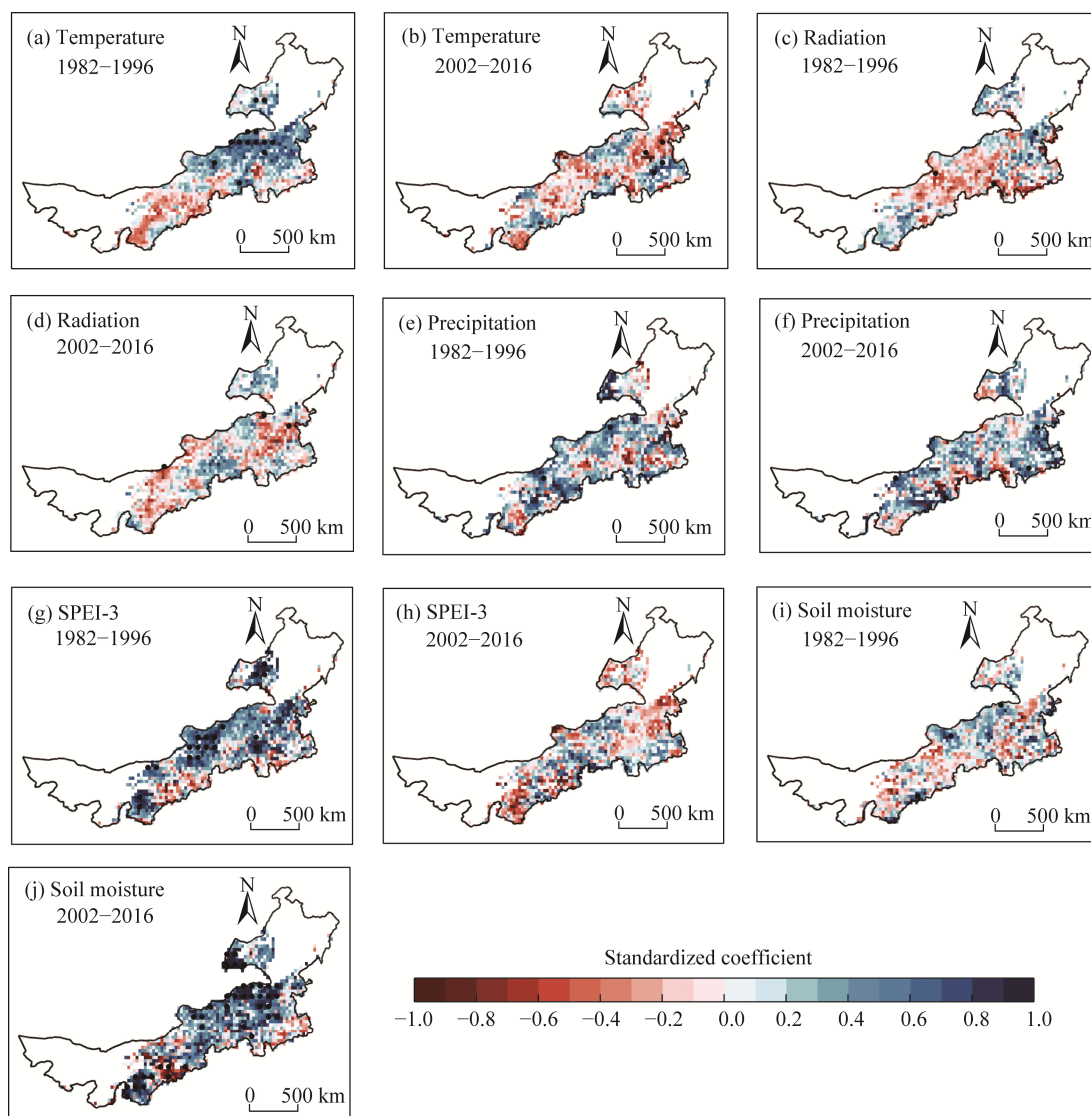 (a) Temperature
1982−1996
N
0 500 km
(b) Temperature
2002−2016
N
0 500 km
(c) Radiation
1982−1996
N
0 500 km
(d) Radiation
2002−2016
N
0 500 km
(e) Precipitation
1982−1996
N
0 500 km
(f) Precipitation
2002−2016
N
0 500 km
(g) SPEI-3
1982−1996
N
0 500 km
(h) SPEI-3
2002−2016
N
0 500 km
(i) Soil moisture
1982−1996
N
0 500 km
(j) Soil moisture
2002−2016
N
0 500 km
Standardized coefficient
−1.0 −0.8 −0.6 −0.4 −0.2 0.0 0.2 0.4 0.6 0.8 1.0